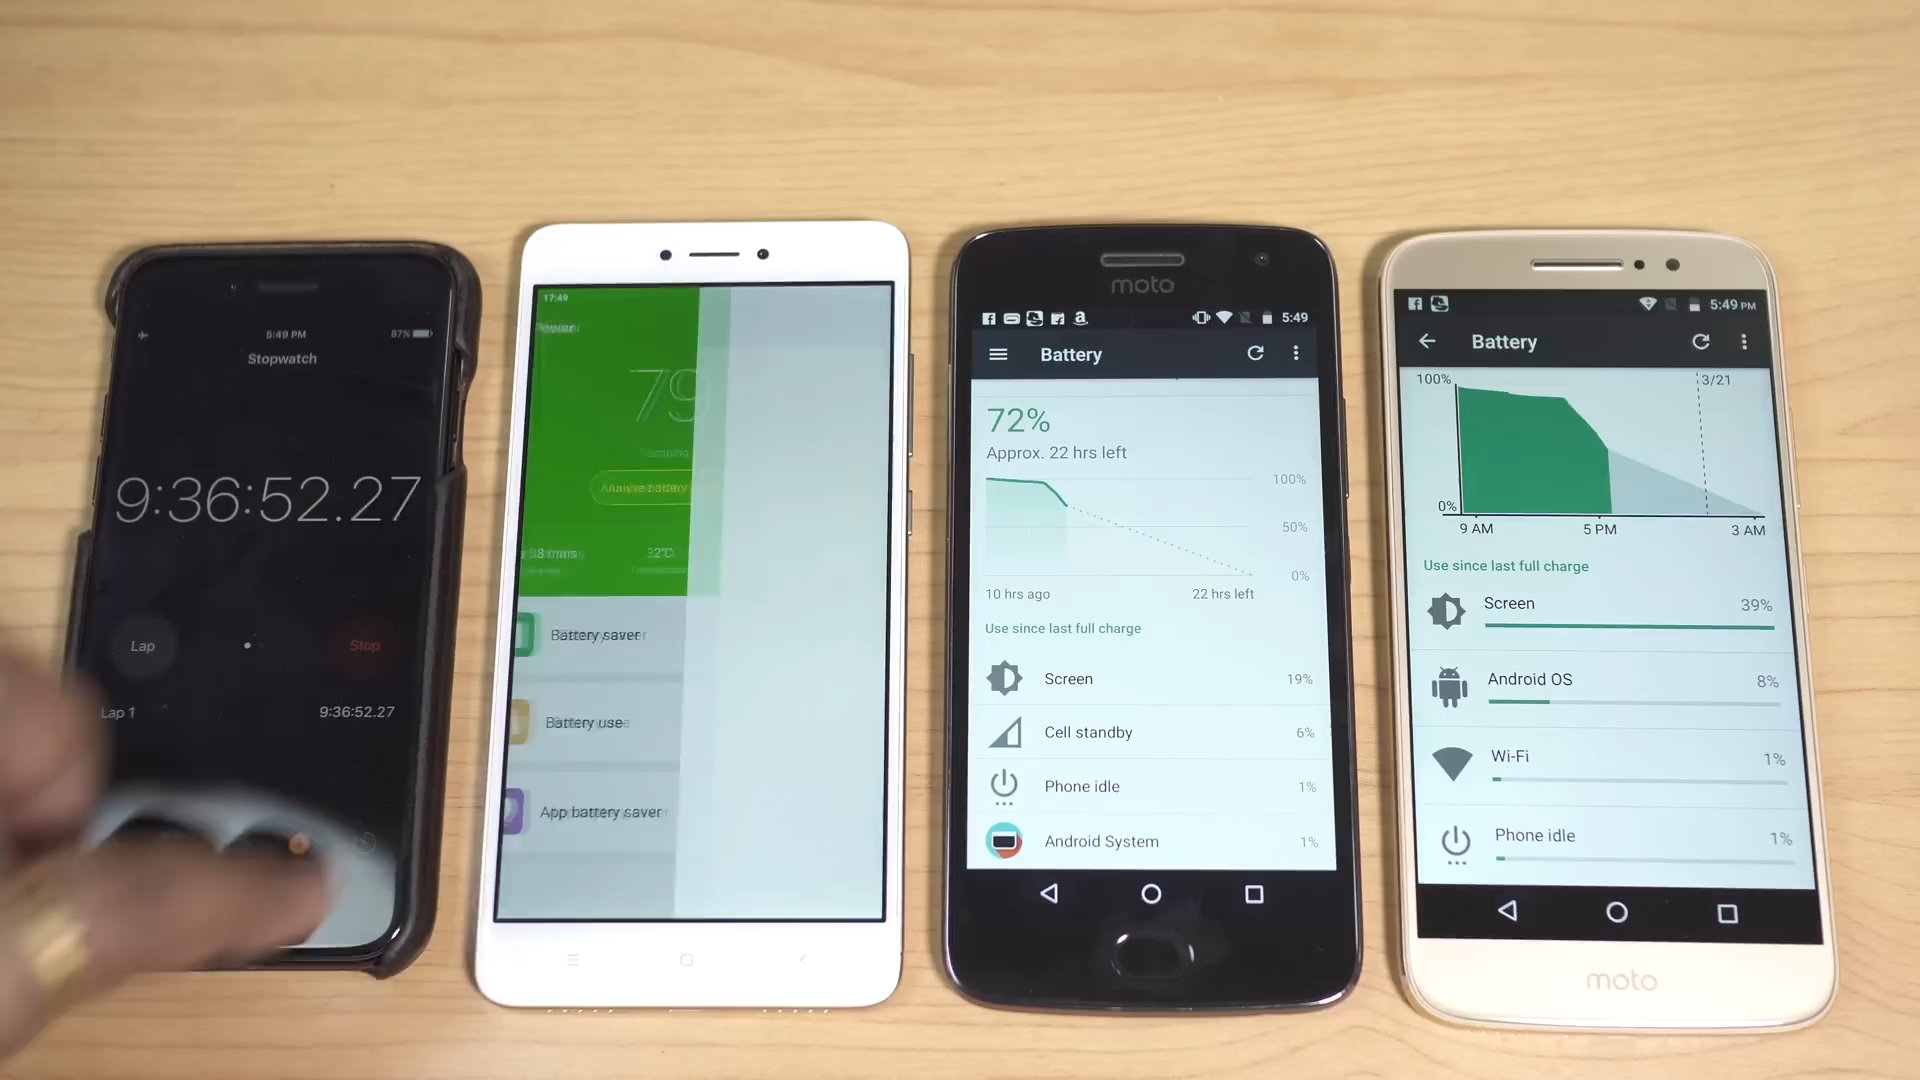 5:49 PM
87%
Stopwatch
9:36:52.27
Lap
Stop
Lap 1
9:36:52.27
17:49
79
battery
32°C
Battery saver
Battery use
App battery saver
moto
5:49
Battery
72%
Approx. 22 hrs left
100%
50%
0%
10 hrs ago
22 hrs left
Use since last full charge
Screen
19%
Cell standby
6%
Phone idle
1%
Android System
1%
5:49 PM
Battery
100%
3/21
0%
9 AM
5 PM
3 AM
Use since last full charge
Screen
39%
Android OS
8%
Wi-Fi
1%
Phone idle
1%
moto